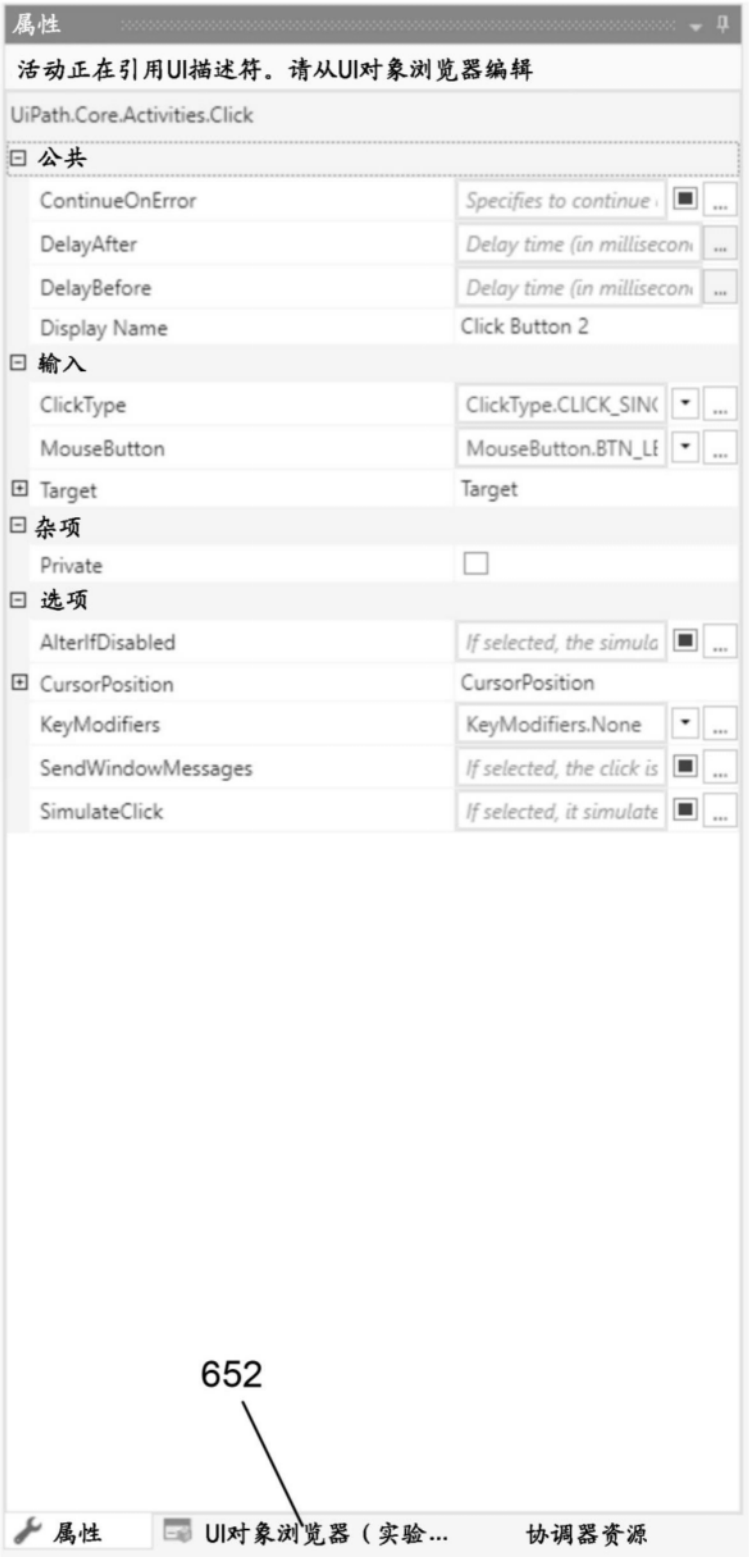 属性
活动正在引用UI描述符。请从UI对象浏览器编辑
UiPath.Core.Activities.Click
公共
ContinueOnError Specifies to continue ...
DelayAfter Delay time (in millisecon ...
DelayBefore Delay time (in millisecon ...
Display Name Click Button 2
输入
ClickType ClickType.CLICK_SING ...
MouseButton MouseButton.BTN_LE ...
Target Target
杂项
Private
选项
AlterIfDisabled If selected, the simula ...
CursorPosition CursorPosition
KeyModifiers KeyModifiers.None ...
SendWindowMessages If selected, the click is ...
SimulateClick If selected, it simulate ...
652
属性 UI对象浏览器（实验... 协调器资源